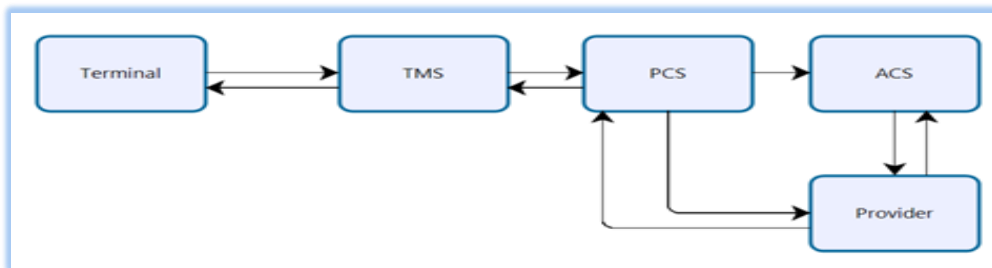 Terminal
TMS
PCS
ACS
Provider